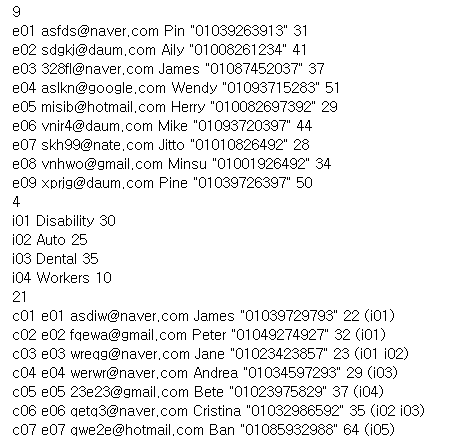 9
e01 asfds@naver.com Pin "01039263913" 31
e02 sdgkj@daum.com Aily "01008261234" 41
e03 328fl@naver.com James "01087452037" 37
e04 aslkn@google.com Wendy "01093715283" 51
e05 misib@hotmail.com Herry "010082697392" 29
e06 vnir4@daum.com Mike "01093720397" 44
e07 skh99@nate.com Jitto "01010826492" 28
e08 vnhwo@gmail.com Minsu "01001926492" 34
e09 xprjg@daum.com Pine "01039726397" 50
4
i01 Disability 30
i02 Auto 25
i03 Dental 35
i04 Workers 10
21
c01 e01 asdiw@naver.com James "01039729793" 22 (i01)
c02 e02 fqewa@gmail.com Peter "01049274927" 32 (i01)
c03 e03 wreqg@naver.com Jane "01023423857" 23 (i01 i02)
c04 e04 werwr@naver.com Andrea "01034597293" 29 (i03)
c05 e05 23e23@gmail.com Bete "01023975829" 37 (i04)
c06 e06 qetq3@naver.com Cristina "01032986592" 35 (i02 i03)
c07 e07 qwe2e@hotmail.com Ban "01085932988" 64 (i05)